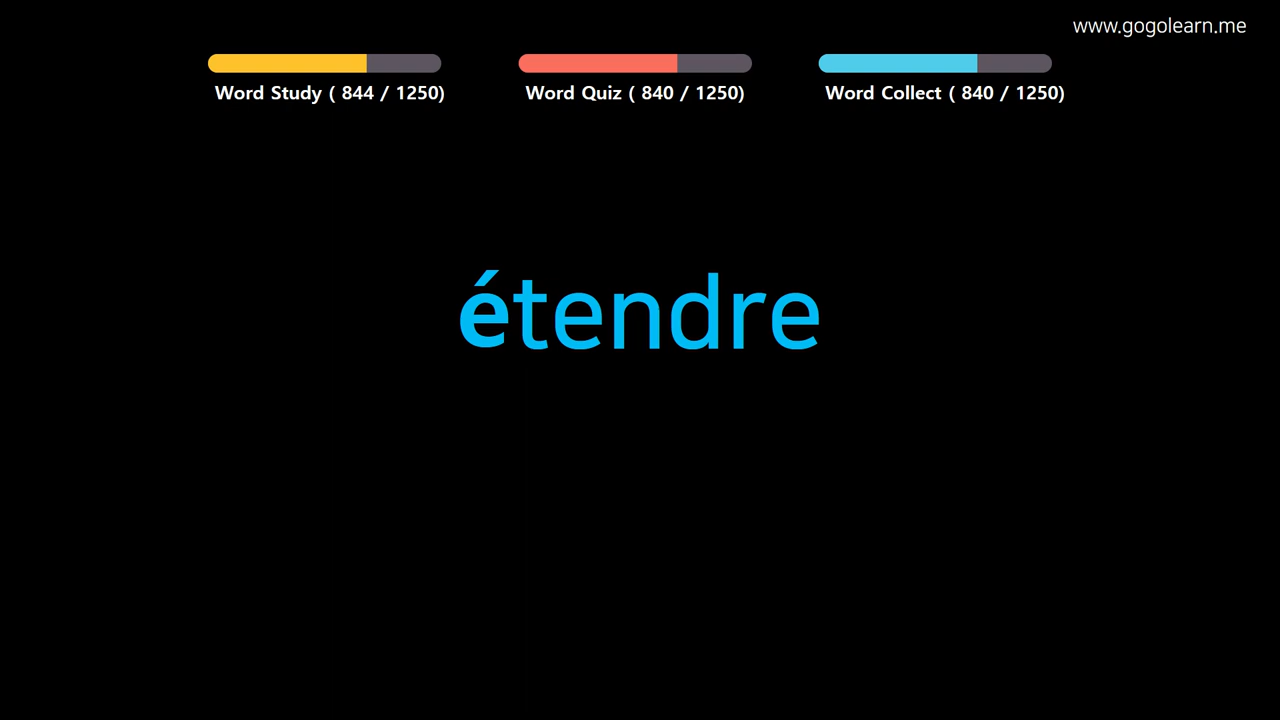 www.gogolearn.me
Word Study ( 844 / 1250)
Word Quiz ( 840 / 1250)
Word Collect ( 840 / 1250)
étendre